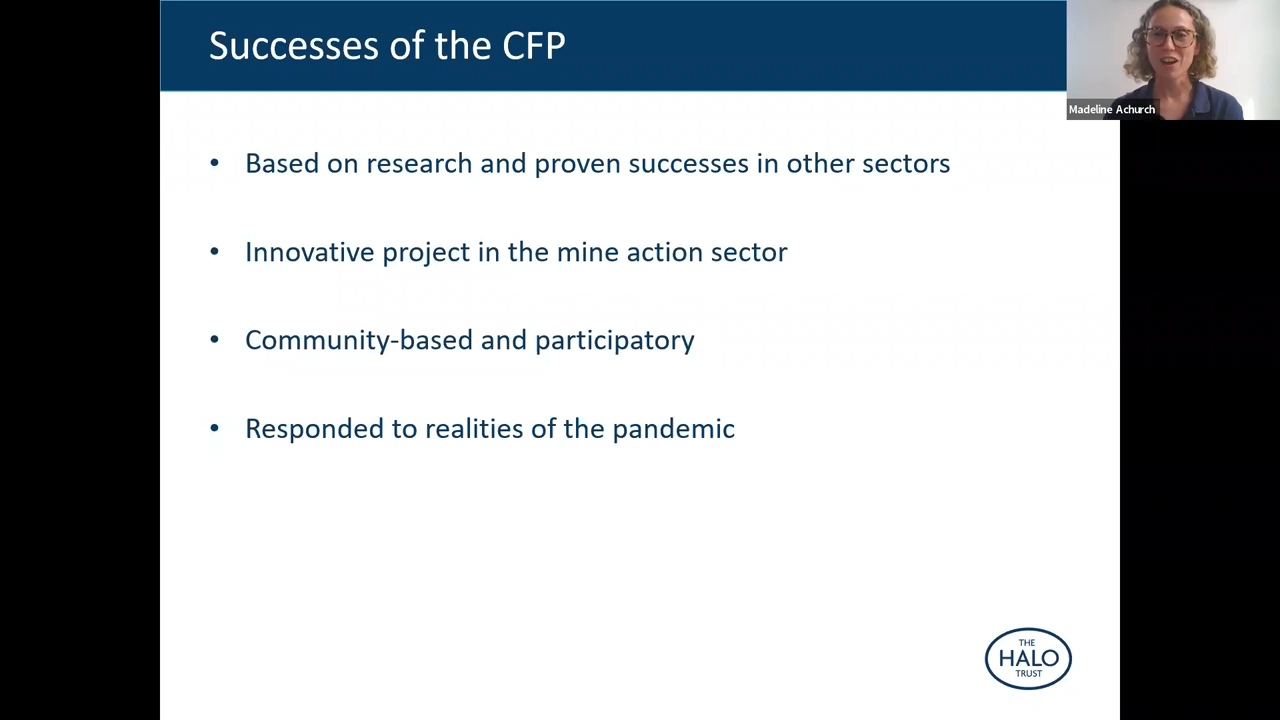 Successes of the CFP
Madeline Achurch
• Based on research and proven successes in other sectors
• Innovative project in the mine action sector
• Community-based and participatory
• Responded to realities of the pandemic
THE
HALO
TRUST